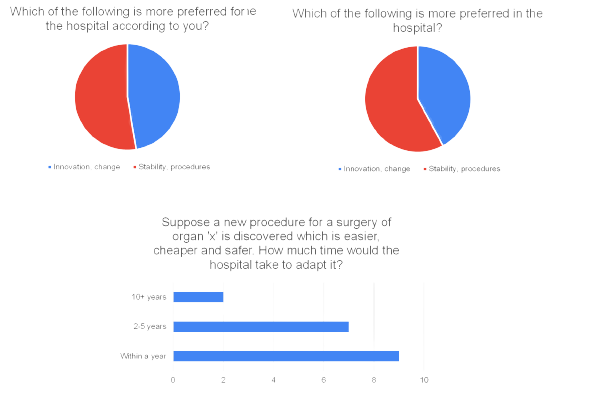 Which of the following is more preferred for
the hospital according to you?
Innovation, change
Stability, procedures
Which of the following is more preferred in the
hospital?
Innovation, change
Stability, procedures
Suppose a new procedure for a surgery of
organ 'x' is discovered which is easier,
cheaper and safer. How much time would the
hospital take to adapt it?
10+ years
2-5 years
Within a year
0 2 4 6 8 10